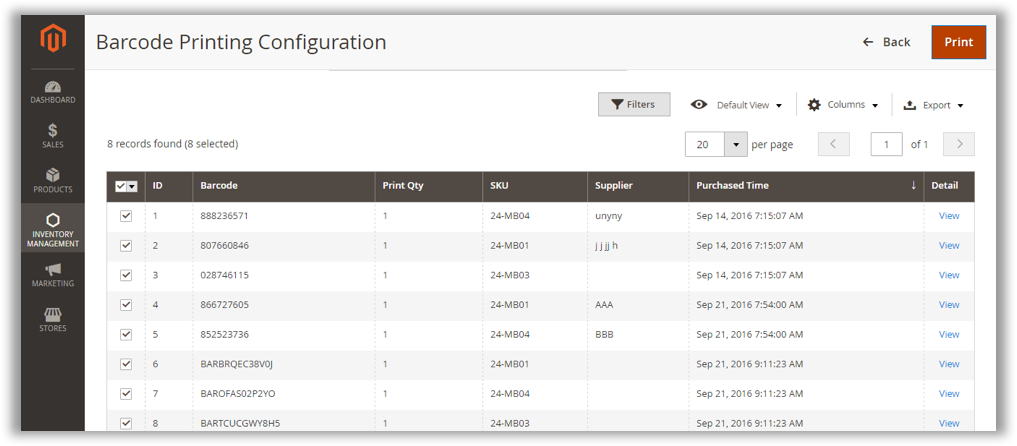 Barcode Printing Configuration
Back
Print
DASHBOARD
SALES
PRODUCTS
INVENTORY
MANAGEMENT
MARKETING
STORES
Filters
Default View
Columns
Export
8 records found (8 selected)
20 per page
1 of 1
ID Barcode Print Qty SKU Supplier Purchased Time ↓ Detail
1 888236571 1 24-MB04 unyny Sep 14, 2016 7:15:07 AM View
2 807660846 1 24-MB01 j j jj h Sep 14, 2016 7:15:07 AM View
3 028746115 1 24-MB03 Sep 14, 2016 7:15:07 AM View
4 866727605 1 24-MB01 AAA Sep 21, 2016 7:54:00 AM View
5 852523736 1 24-MB04 BBB Sep 21, 2016 7:54:00 AM View
6 BARBRQEC38V0J 1 24-MB01 Sep 21, 2016 9:11:23 AM View
7 BAROFAS02P2YO 1 24-MB04 Sep 21, 2016 9:11:23 AM View
8 BARTCUCGWY8H5 1 24-MB03 Sep 21, 2016 9:11:23 AM View